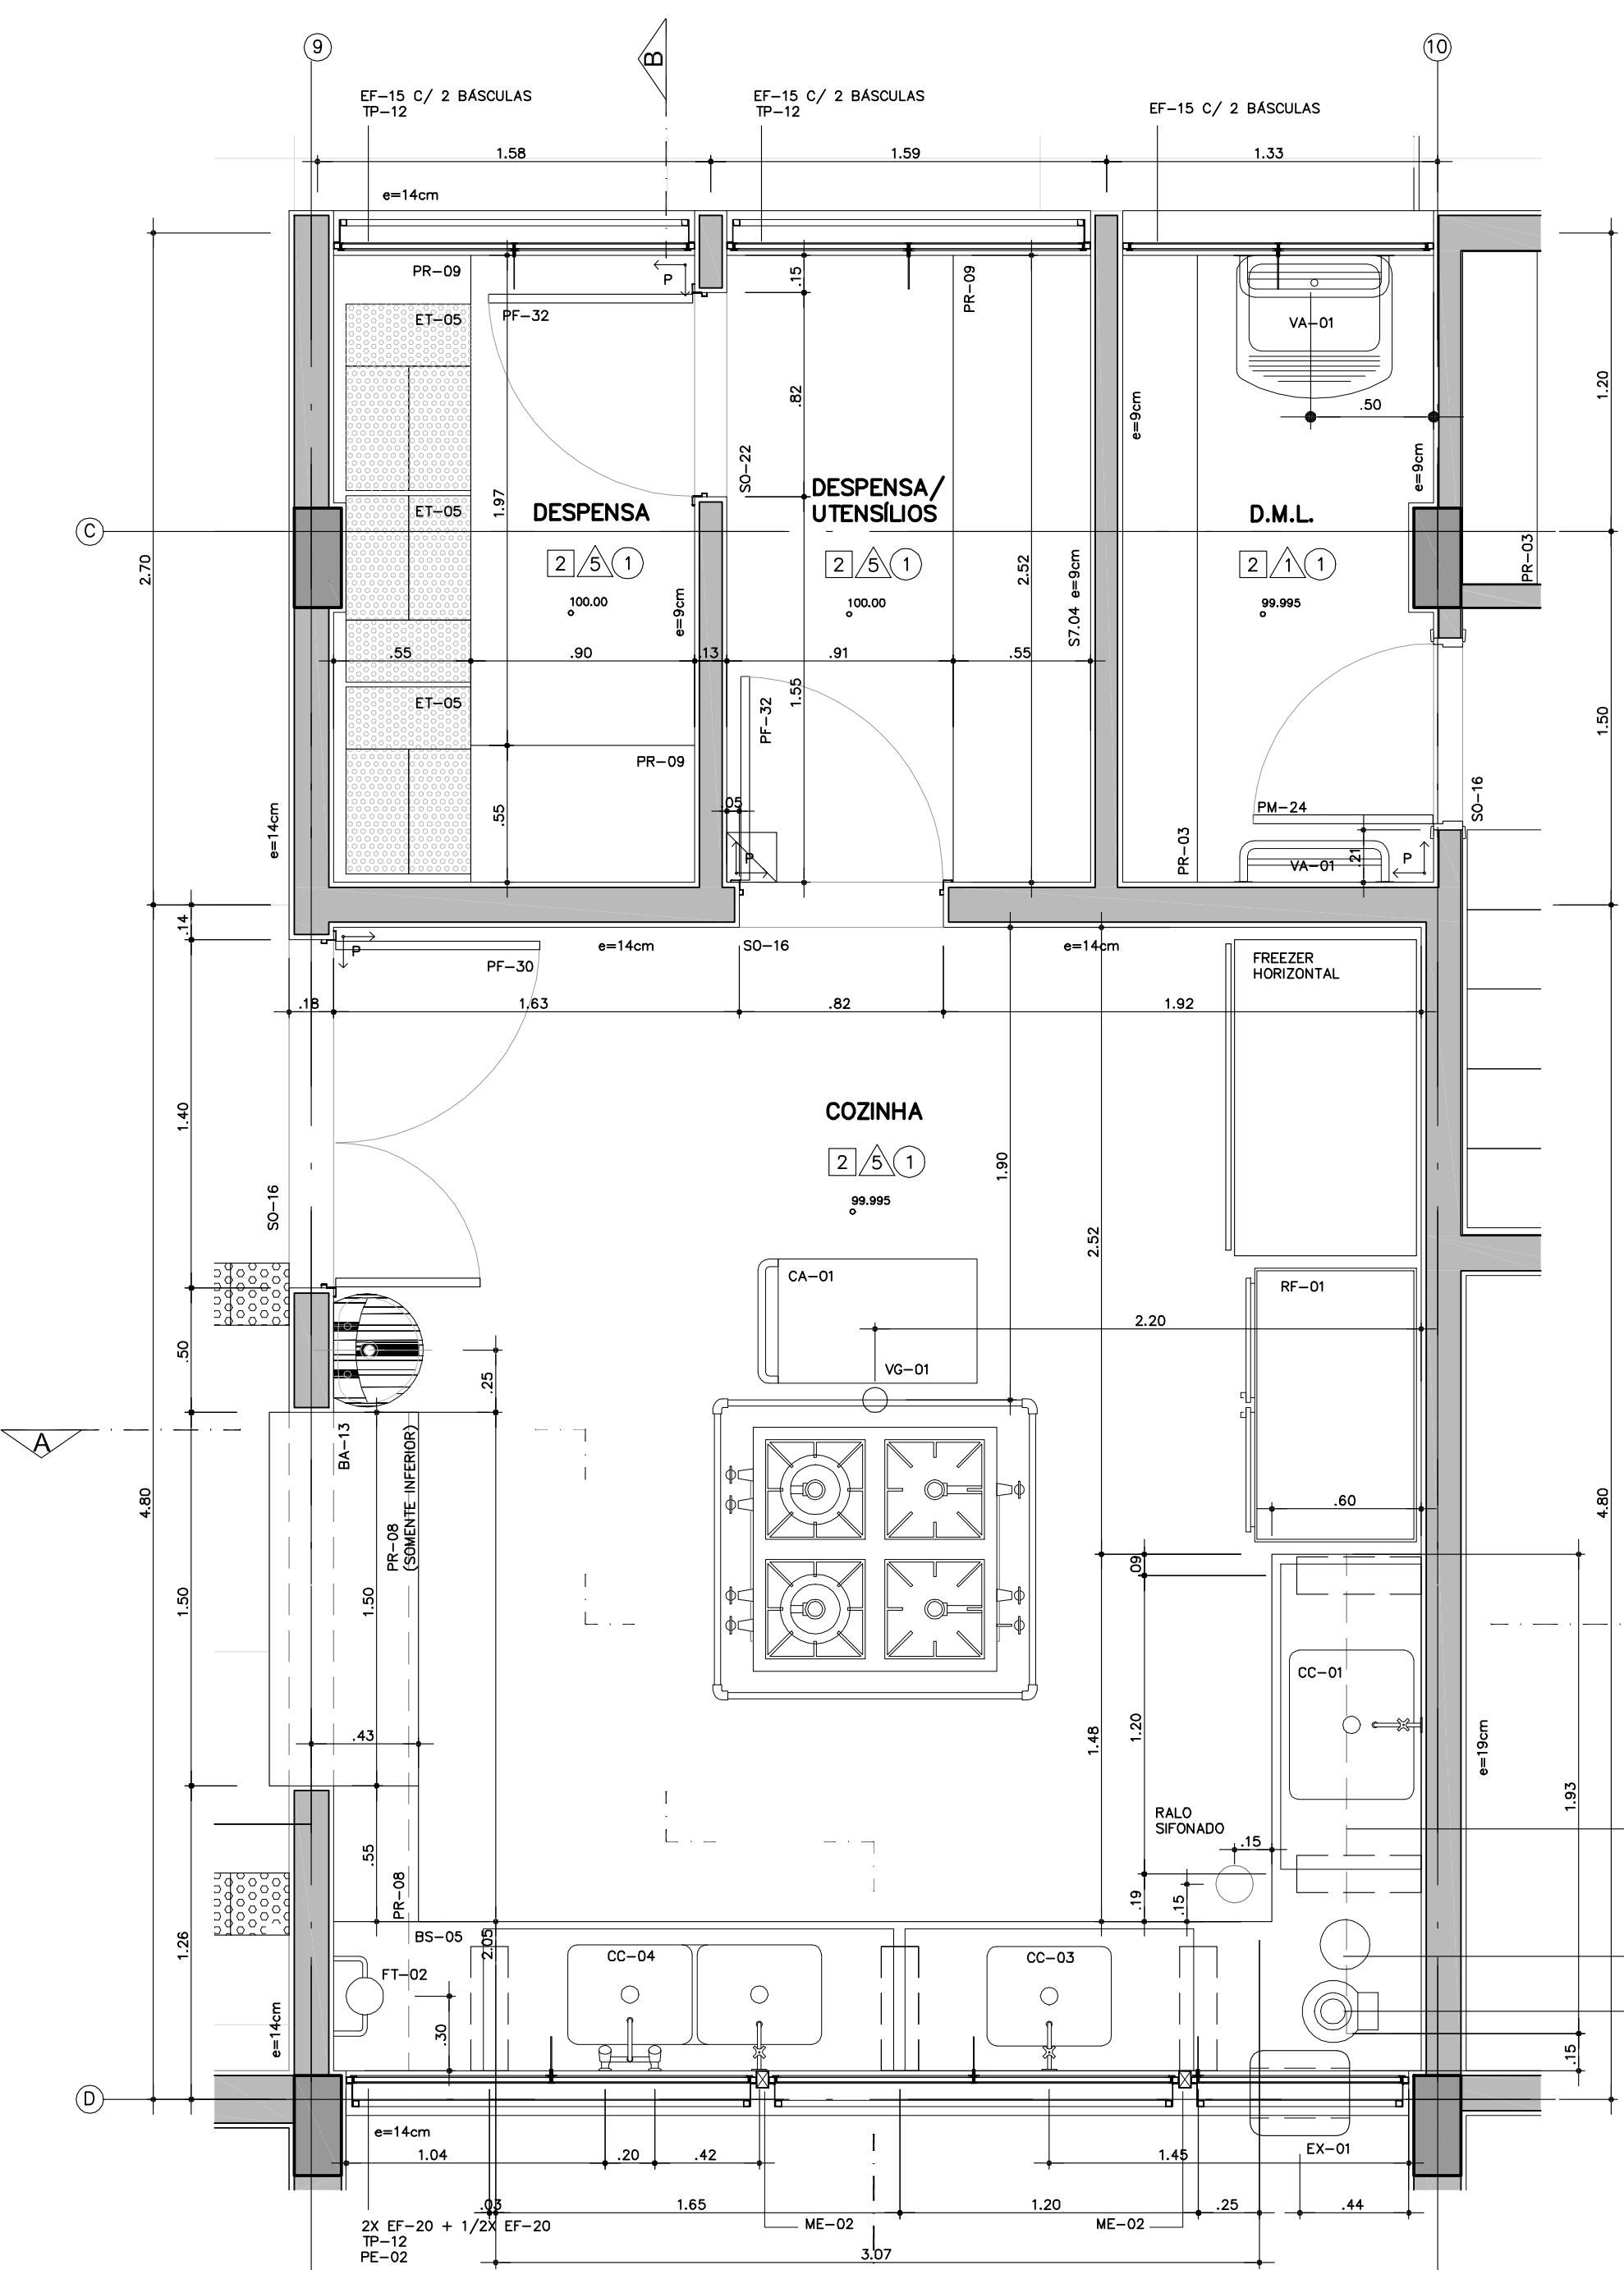 9
B
10
EF-15 C/ 2 BÁSCULAS
TP-12
EF-15 C/ 2 BÁSCULAS
TP-12
EF-15 C/ 2 BÁSCULAS
1.58
1.59
1.33
e=14cm
PR-09
P
PF-32
ET-05
.15
PR-09
VA-01
.82
.50
1.20
e=9cm
e=9cm
SO-22
1.97
ET-05
DESPENSA
DESPENSA/
UTENSÍLIOS
D.M.L.
C
2.70
2 5 1
2 5 1
2 1 1
2.52
PR-03
100.00
100.00
99.995
e=9cm
S7.04 e=9cm
.55
.90
.13
.91
.55
1.55
ET-05
PF-32
1.50
PR-09
.05
.55
e=14cm
P
PM-24
SO-16
PR-03
VA-01
.21
P
.14
P
PF-30
e=14cm
SO-16
e=14cm
FREEZER
HORIZONTAL
.18
1.63
.82
1.92
1.40
COZINHA
2 5 1
99.995
1.90
SO-16
2.52
CA-01
RF-01
2.20
.50
.25
VG-01
A
BA-13
PR-08
(SOMENTE INFERIOR)
4.80
.60
4.80
1.50
1.50
.09
CC-01
1.20
.43
1.48
e=19cm
1.93
RALO
SIFONADO
.15
.55
PR-08
.19
.15
1.26
BS-05
2.05
CC-04
CC-03
FT-02
.30
e=14cm
.15
D
e=14cm
1.04
.20
.42
1.45
EX-01
.03
1.65
1.20
.25
.44
2X EF-20 + 1/2X EF-20
TP-12
PE-02
ME-02
ME-02
3.07